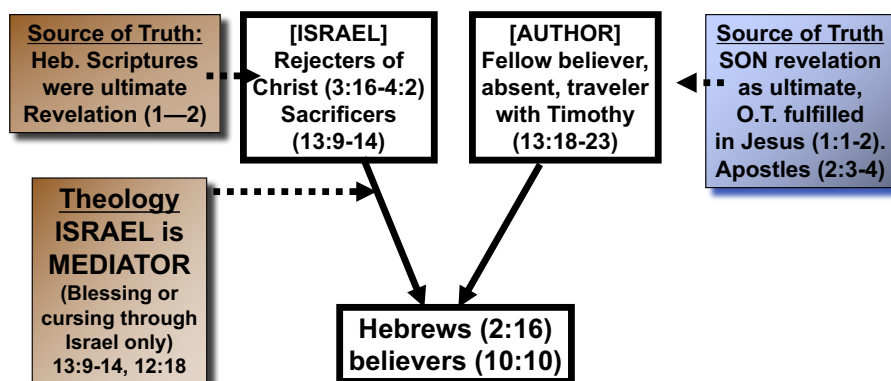 Source of Truth:
Heb. Scriptures
were ultimate
Revelation (1—2)
[ISRAEL]
Rejecters of
Christ (3:16-4:2)
Sacrificers
(13:9-14)
[AUTHOR]
Fellow believer,
absent, traveler
with Timothy
(13:18-23)
Source of Truth
SON revelation
as ultimate,
O.T. fulfilled
in Jesus (1:1-2).
Apostles (2:3-4)
Theology
ISRAEL is
MEDIATOR
(Blessing or
cursing through
Israel only)
13:9-14, 12:18
Hebrews (2:16)
believers (10:10)